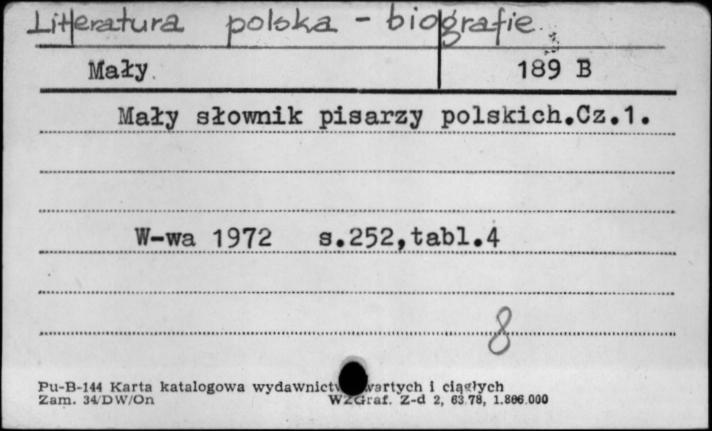 Literatura polska - biografie
Mały. 189 B
Mały słownik pisarzy polskich.Cz.1.
W-wa 1972 s.252,tabl.4
8
Pu-B-144 Karta katalogowa wydawnictw zwartych i ciągłych
Zam. 34/DW/On WZGraf. Z-d 2, 63.78, 1.866.000